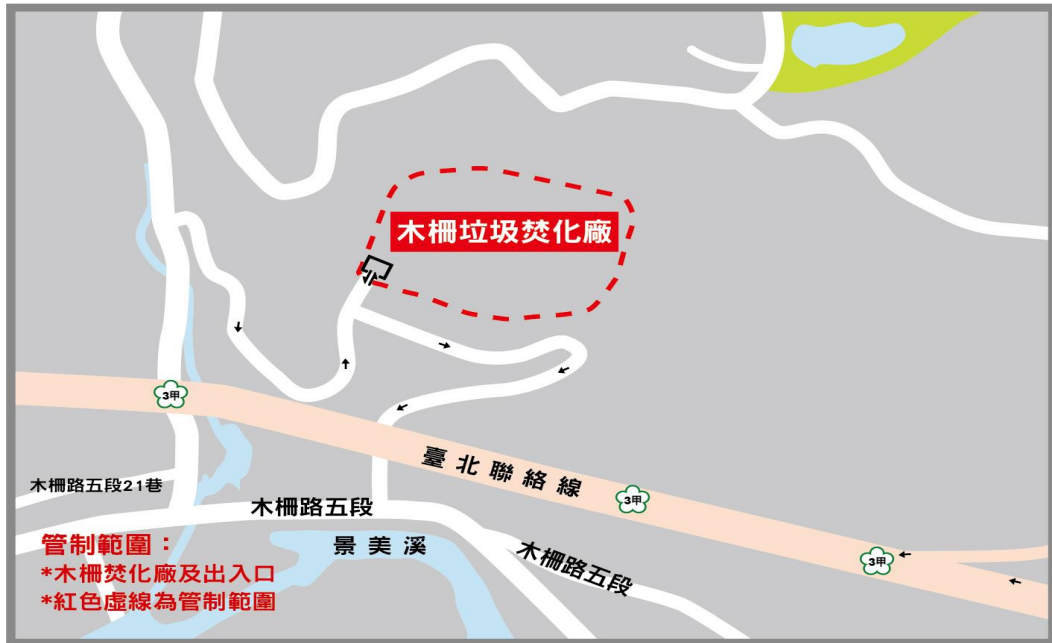 木柵垃圾焚化廠
3甲
臺北聯絡線
木柵路五段21巷
3甲
木柵路五段
管制範圍：
景美溪
木柵路五段
3甲
*木柵焚化廠及出入口
*紅色虛線為管制範圍